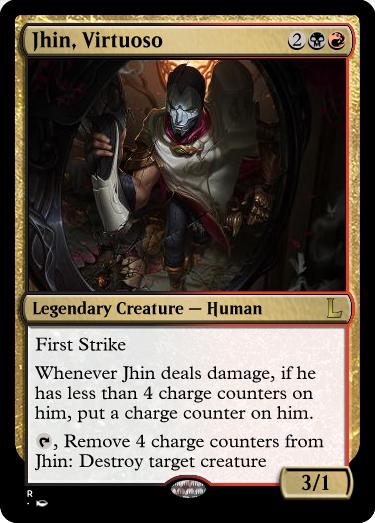 Jhin, Virtuoso 2
Legendary Creature — Human L
First Strike
Whenever Jhin deals damage, if he
has less than 4 charge counters on
him, put a charge counter on him.
, Remove 4 charge counters from
Jhin: Destroy target creature
3/1
R